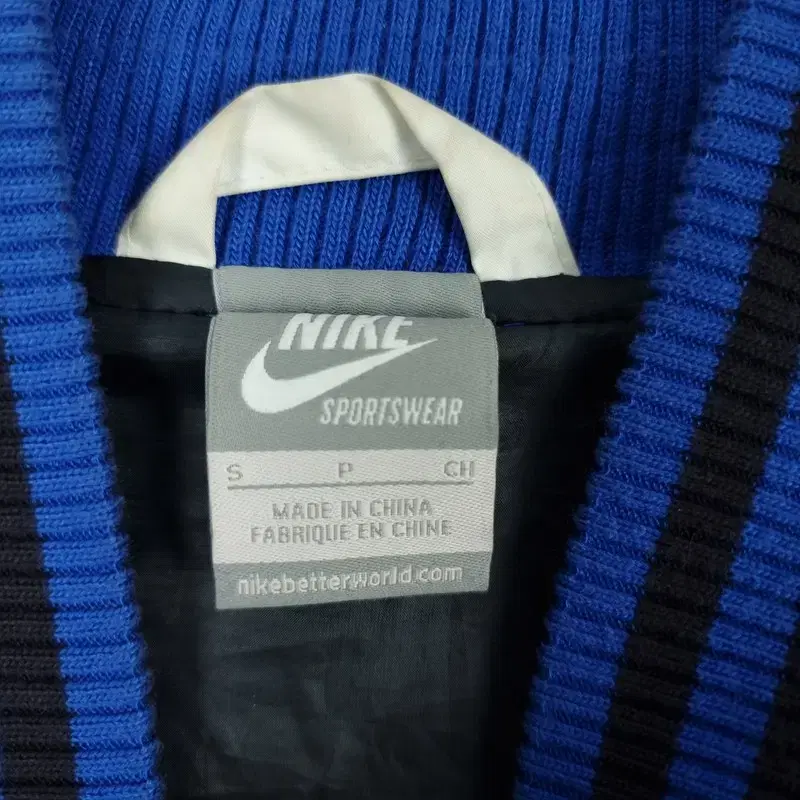 NIKE
SPORTSWEAR
S P CH
MADE IN CHINA
FABRIQUE EN CHINE
nikebetterworld.com